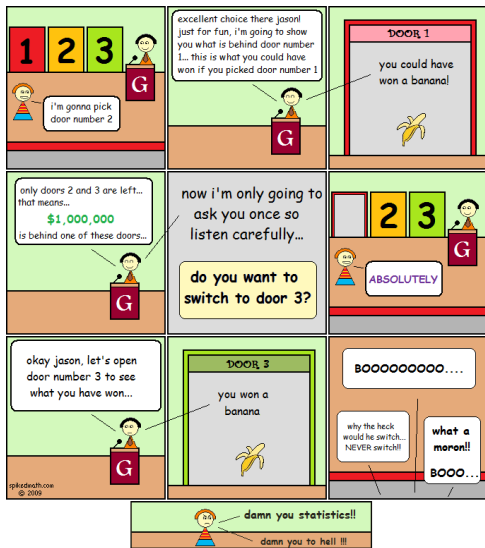 1 2 3
G
i'm gonna pick
door number 2
excellent choice there jason!
just for fun, i'm going to show
you what is behind door number
1... this is what you could have
won if you picked door number 1
G
DOOR 1
you could have
won a banana!
only doors 2 and 3 are left...
that means...
$1,000,000
is behind one of these doors...
G
now i'm only going to
ask you once so
listen carefully...
do you want to
switch to door 3?
2 3
G
ABSOLUTELY
okay jason, let's open
door number 3 to see
what you have won...
G
spikedmath.com
© 2009
DOOR 3
you won a
banana
BOOOOOOOOO....
why the heck
would he switch...
NEVER switch!!
what a
moron!!
BOOO...
damn you statistics!!
damn you to hell !!!